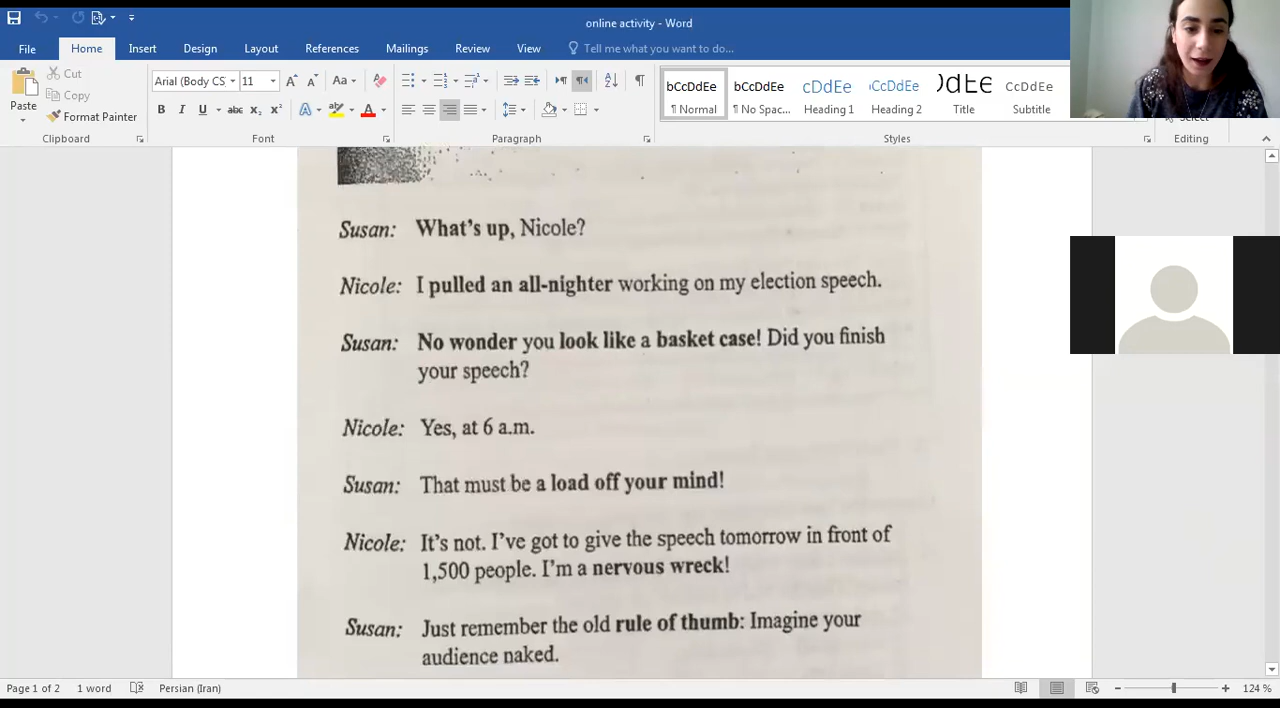 online activity - Word
File Home Insert Design Layout References Mailings Review View Tell me what you want to do...
Paste
Cut
Copy
Format Painter
Arial (Body CS 11
Aa
B I U abc X₂ X²
A A
bCcDdEe bCcDdEe cDdEe cDdEe DdEe CcDdEe
¶ Normal ¶ No Spac... Heading 1 Heading 2 Title Subtitle
Clipboard Font Paragraph Styles Editing
Susan: What's up, Nicole?
Nicole: I pulled an all-nighter working on my election speech.
Susan: No wonder you look like a basket case! Did you finish
your speech?
Nicole: Yes, at 6 a.m.
Susan: That must be a load off your mind!
Nicole: It's not. I've got to give the speech tomorrow in front of
1,500 people. I'm a nervous wreck!
Susan: Just remember the old rule of thumb: Imagine your
audience naked.
Page 1 of 2 1 word Persian (Iran) 124 %